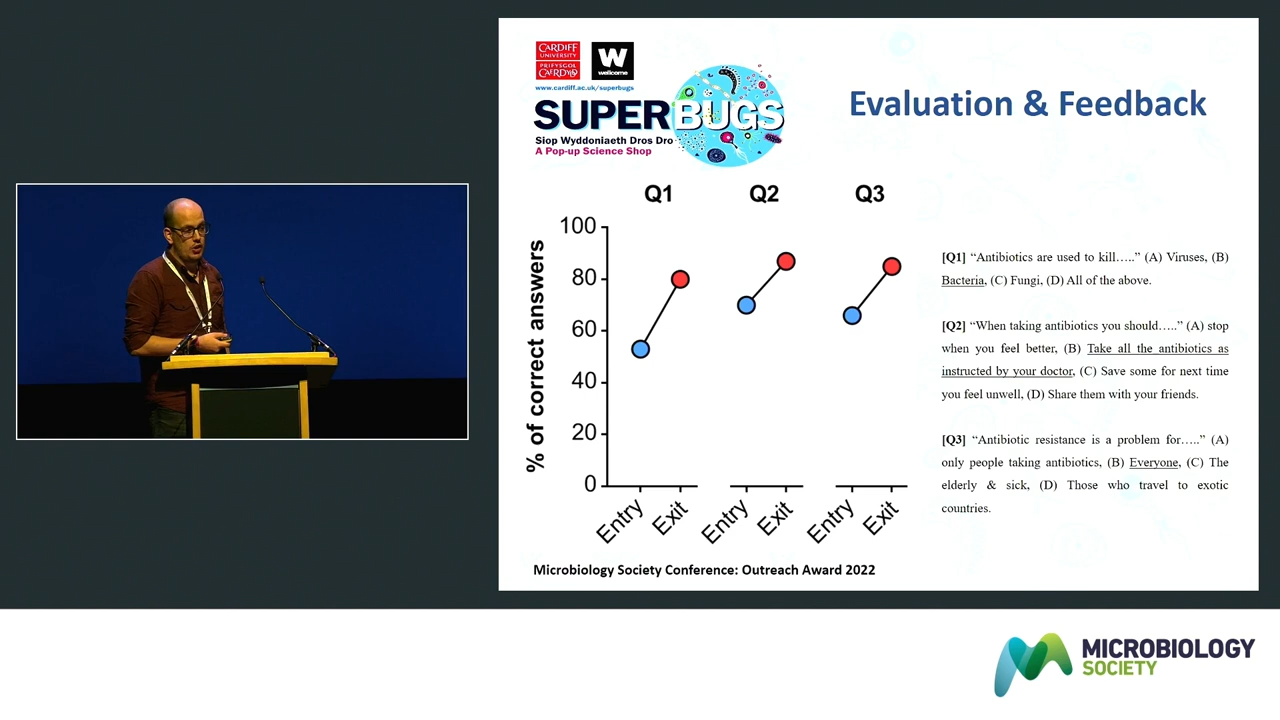 CARDIFF
UNIVERSITY
PRIFYSGOL
CAERDYDD
W
wellcome
www.cardiff.ac.uk/superbugs
SUPERBUGS
Siop Wyddoniaeth Dros Dro
A Pop-up Science Shop
Evaluation & Feedback
Q1 Q2 Q3
% of correct answers
100
80
60
40
20
0
Entry Exit Entry Exit Entry Exit
[Q1] “Antibiotics are used to kill…..” (A) Viruses, (B)
Bacteria, (C) Fungi, (D) All of the above.
[Q2] “When taking antibiotics you should…..” (A) stop
when you feel better, (B) Take all the antibiotics as
instructed by your doctor, (C) Save some for next time
you feel unwell, (D) Share them with your friends.
[Q3] “Antibiotic resistance is a problem for…..” (A)
only people taking antibiotics, (B) Everyone, (C) The
elderly & sick, (D) Those who travel to exotic
countries.
Microbiology Society Conference: Outreach Award 2022
MICROBIOLOGY
SOCIETY